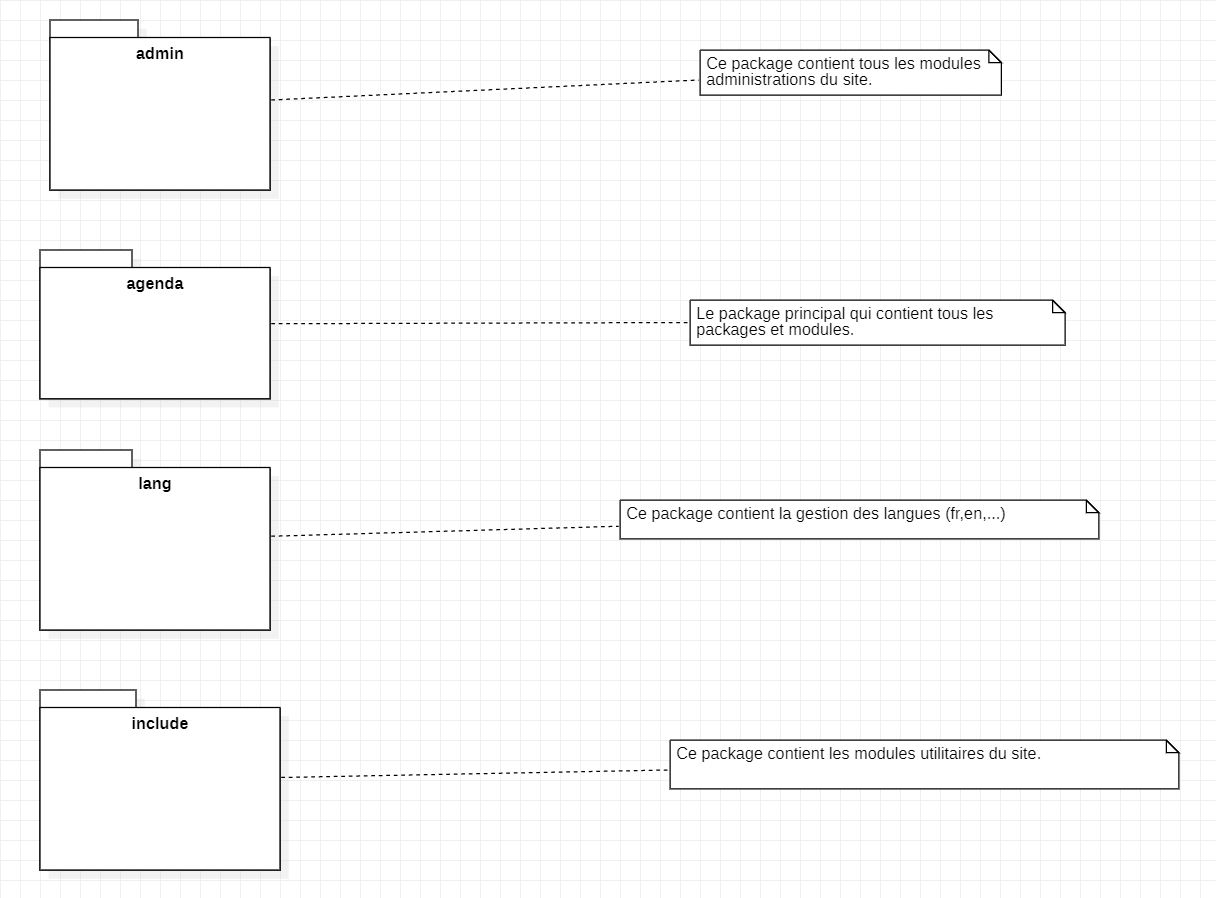 admin
Ce package contient tous les modules
administrations du site.
agenda
Le package principal qui contient tous les
packages et modules.
lang
Ce package contient la gestion des langues (fr,en,...)
include
Ce package contient les modules utilitaires du site.